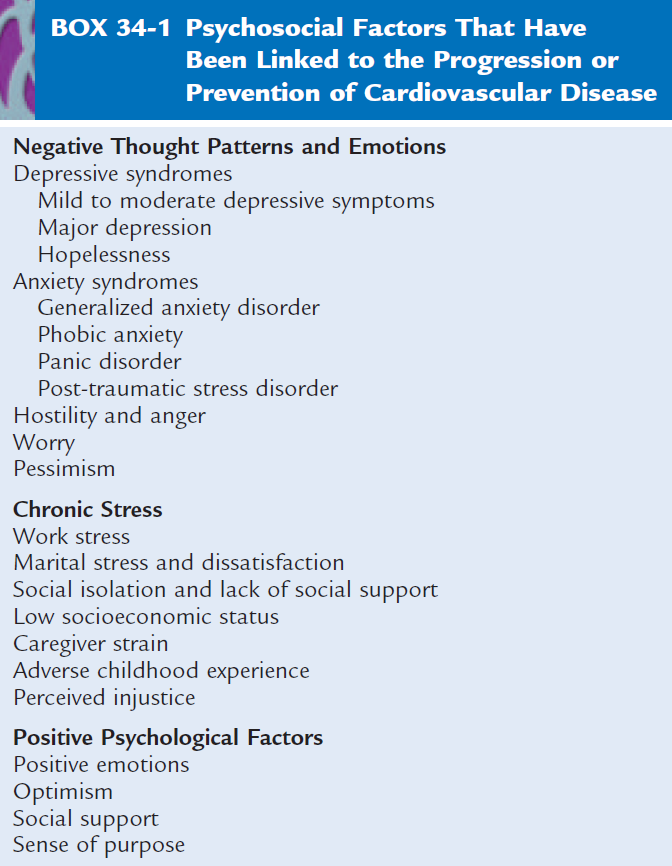 BOX 34-1 Psychosocial Factors That Have
Been Linked to the Progression or
Prevention of Cardiovascular Disease
Negative Thought Patterns and Emotions
Depressive syndromes
Mild to moderate depressive symptoms
Major depression
Hopelessness
Anxiety syndromes
Generalized anxiety disorder
Phobic anxiety
Panic disorder
Post-traumatic stress disorder
Hostility and anger
Worry
Pessimism
Chronic Stress
Work stress
Marital stress and dissatisfaction
Social isolation and lack of social support
Low socioeconomic status
Caregiver strain
Adverse childhood experience
Perceived injustice
Positive Psychological Factors
Positive emotions
Optimism
Social support
Sense of purpose